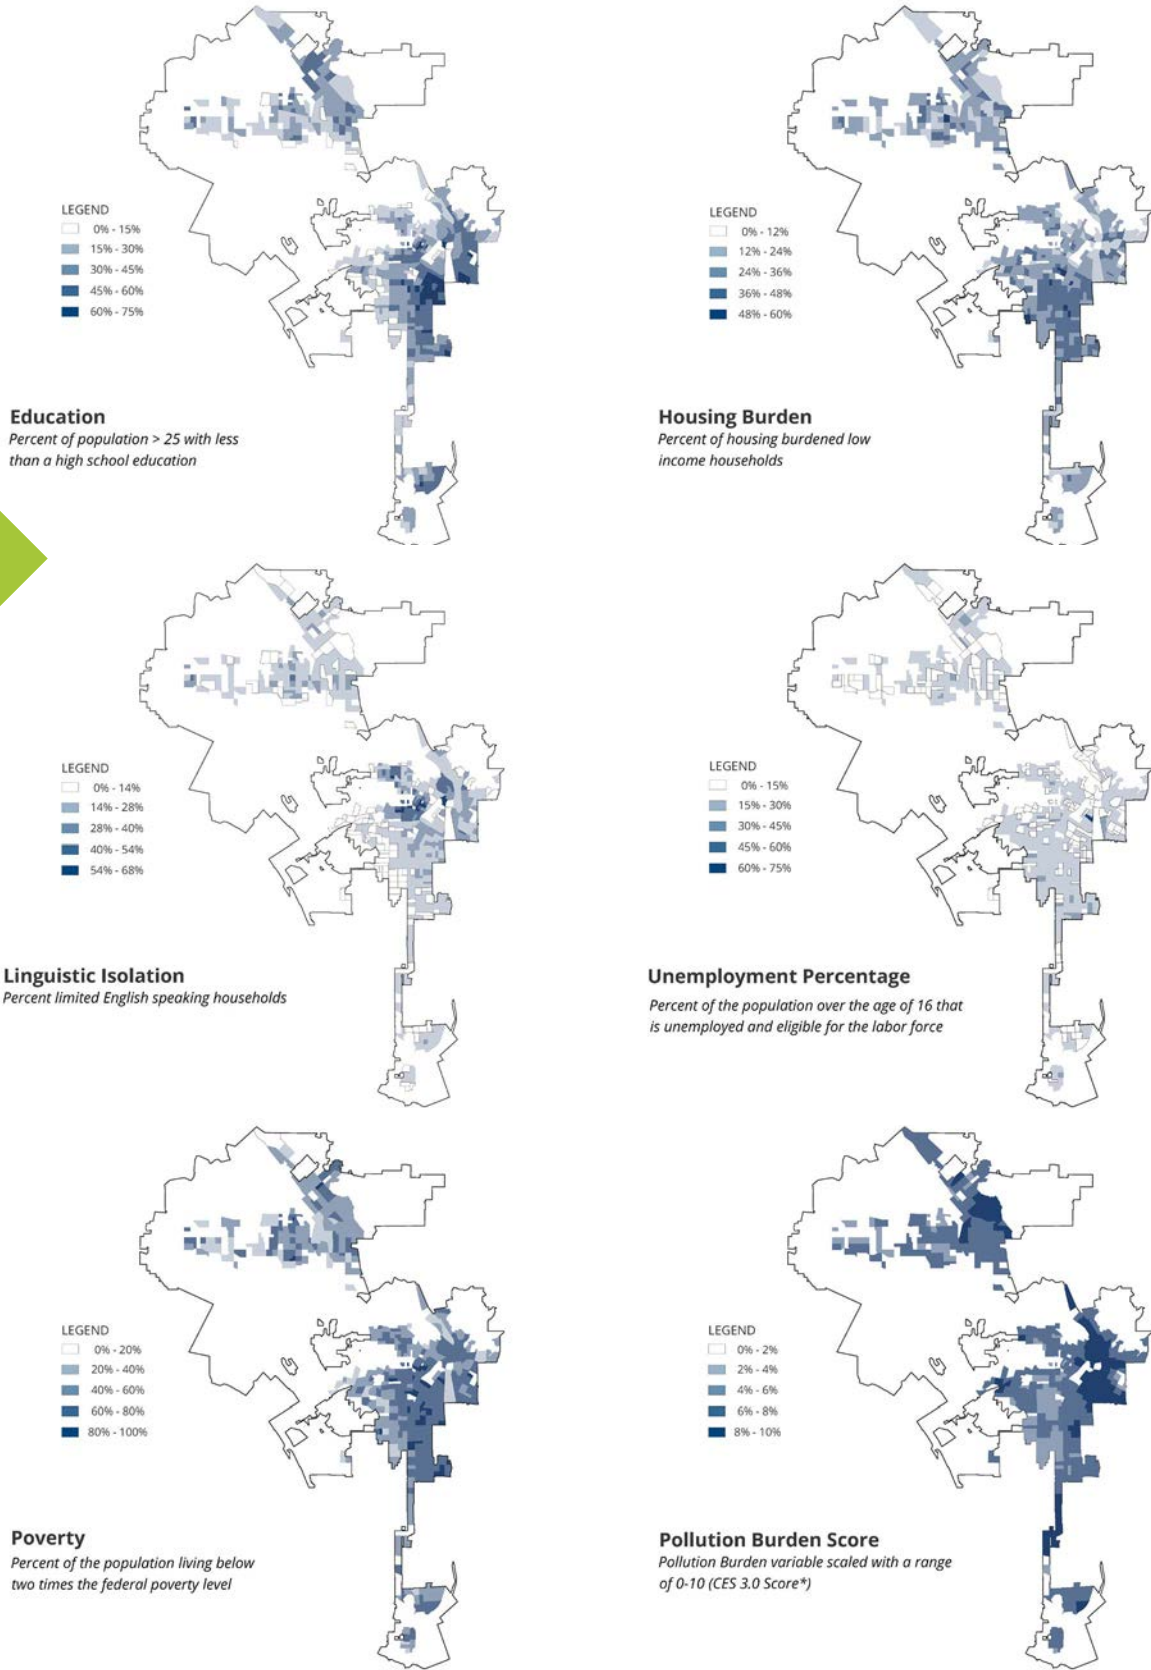 LEGEND
0% - 15%
15% - 30%
30% - 45%
45% - 60%
60% - 75%
Education
Percent of population > 25 with less
than a high school education
LEGEND
0% - 12%
12% - 24%
24% - 36%
36% - 48%
48% - 60%
Housing Burden
Percent of housing burdened low
income households
LEGEND
0% - 14%
14% - 28%
28% - 40%
40% - 54%
54% - 68%
Linguistic Isolation
Percent limited English speaking households
LEGEND
0% - 15%
15% - 30%
30% - 45%
45% - 60%
60% - 75%
Unemployment Percentage
Percent of the population over the age of 16 that
is unemployed and eligible for the labor force
LEGEND
0% - 20%
20% - 40%
40% - 60%
60% - 80%
80% - 100%
Poverty
Percent of the population living below
two times the federal poverty level
LEGEND
0% - 2%
2% - 4%
4% - 6%
6% - 8%
8% - 10%
Pollution Burden Score
Pollution Burden variable scaled with a range
of 0-10 (CES 3.0 Score*)